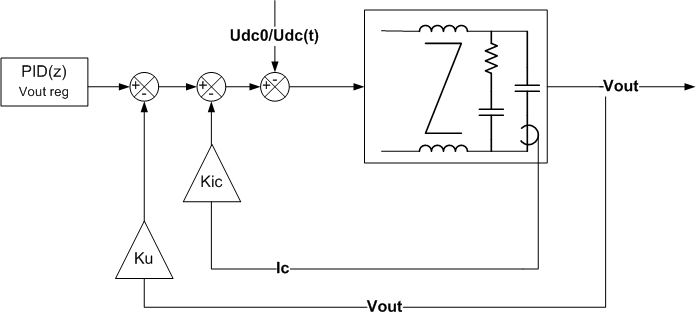 Udc0/Udc(t)
PID(z)
Vout reg
+
-
+
-
+
-
Vout
Kic
Ku
Ic
Vout